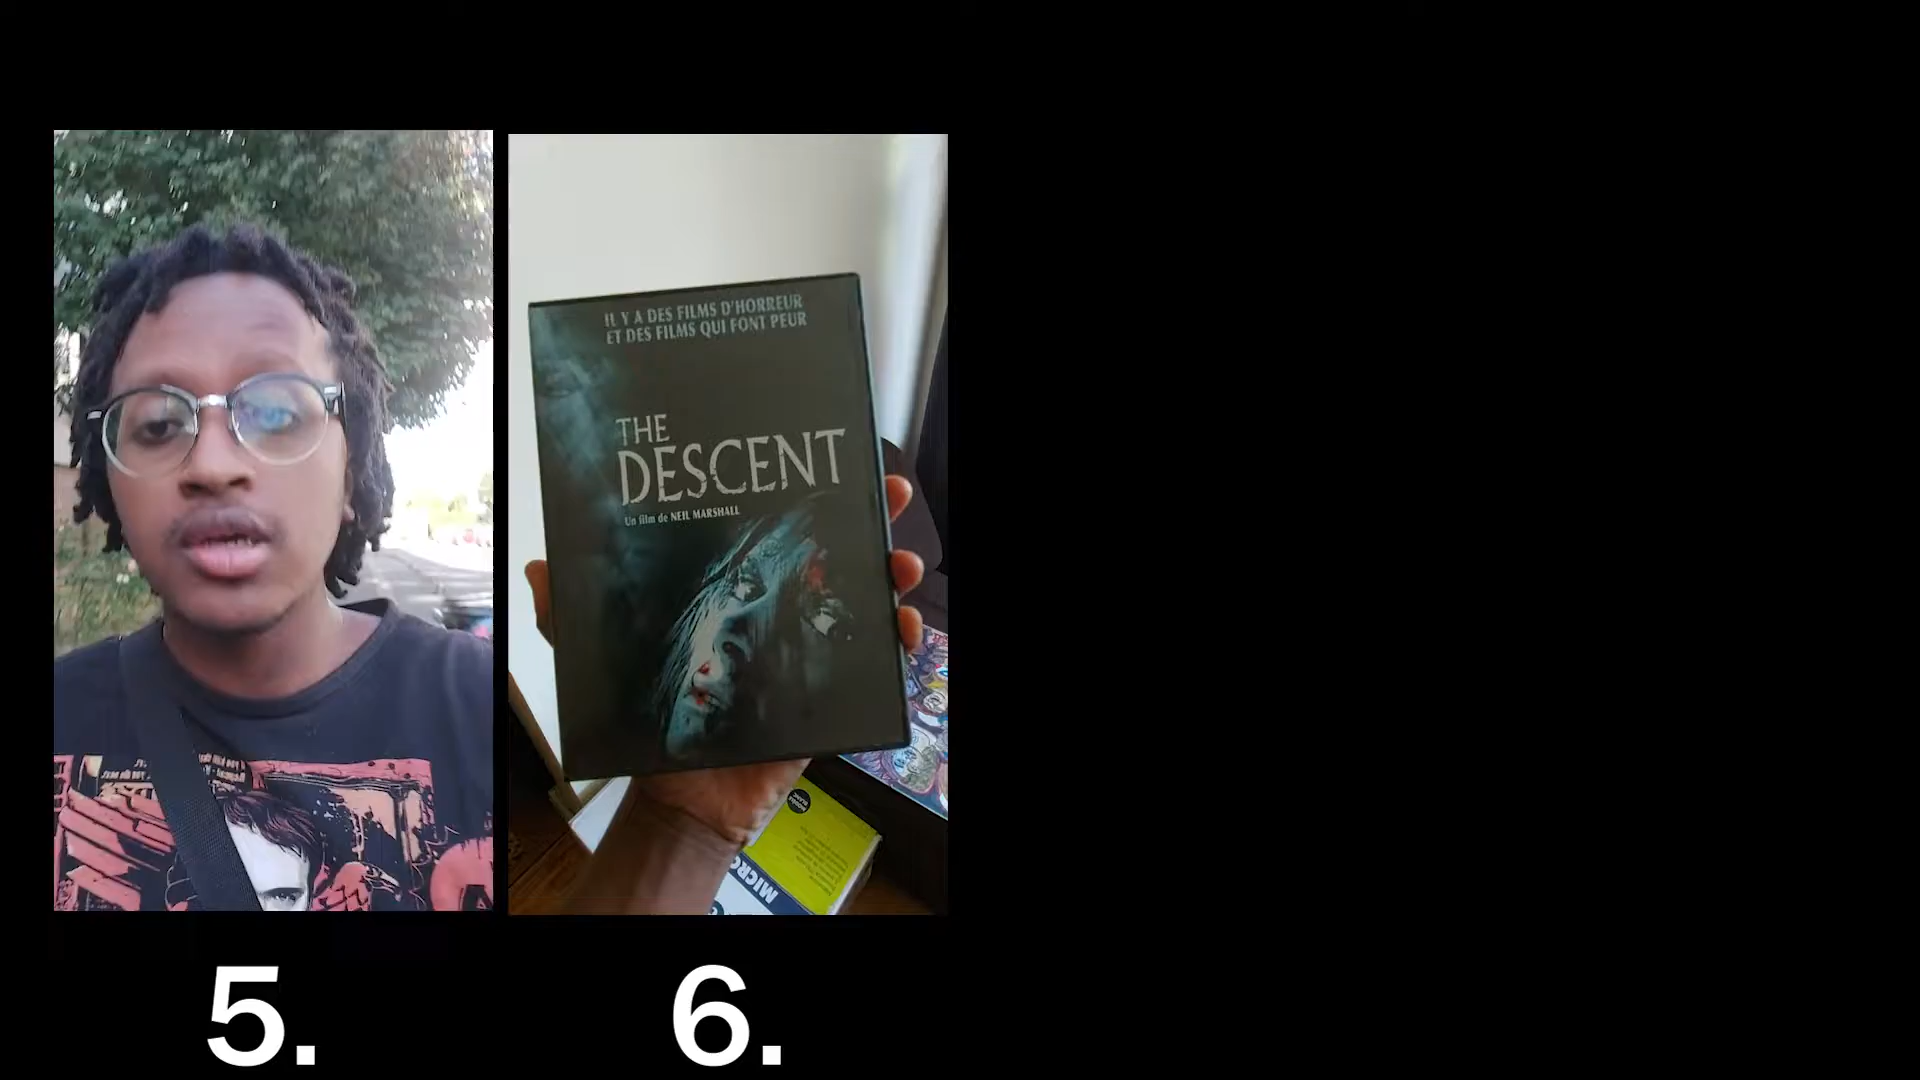 IL Y A DES FILMS D'HORREUR
ET DES FILMS QUI FONT PEUR
THE
DESCENT
Un film de NEIL MARSHALL
MICRO
5.
6.